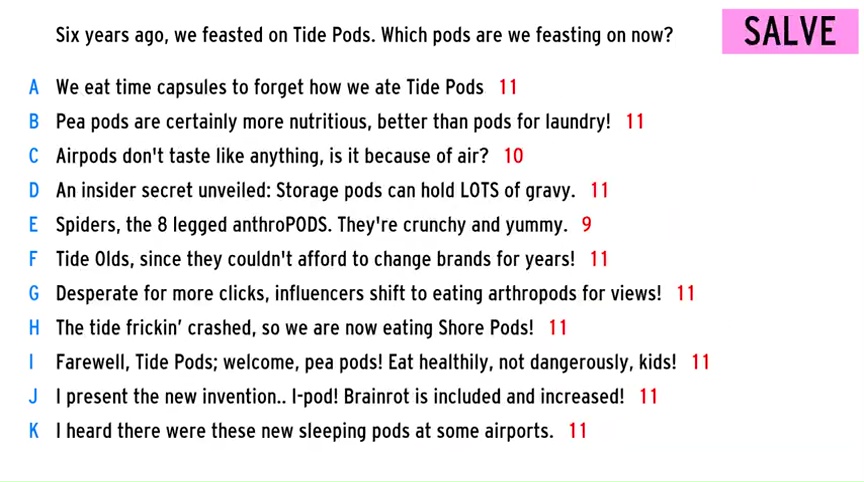 Six years ago, we feasted on Tide Pods. Which pods are we feasting on now?
SALVE
A We eat time capsules to forget how we ate Tide Pods 11
B Pea pods are certainly more nutritious, better than pods for laundry! 11
C Airpods don't taste like anything, is it because of air? 10
D An insider secret unveiled: Storage pods can hold LOTS of gravy. 11
E Spiders, the 8 legged anthroPODS. They're crunchy and yummy. 9
F Tide Olds, since they couldn't afford to change brands for years! 11
G Desperate for more clicks, influencers shift to eating arthropods for views! 11
H The tide frickin’ crashed, so we are now eating Shore Pods! 11
I Farewell, Tide Pods; welcome, pea pods! Eat healthily, not dangerously, kids! 11
J I present the new invention.. I-pod! Brainrot is included and increased! 11
K I heard there were these new sleeping pods at some airports. 11